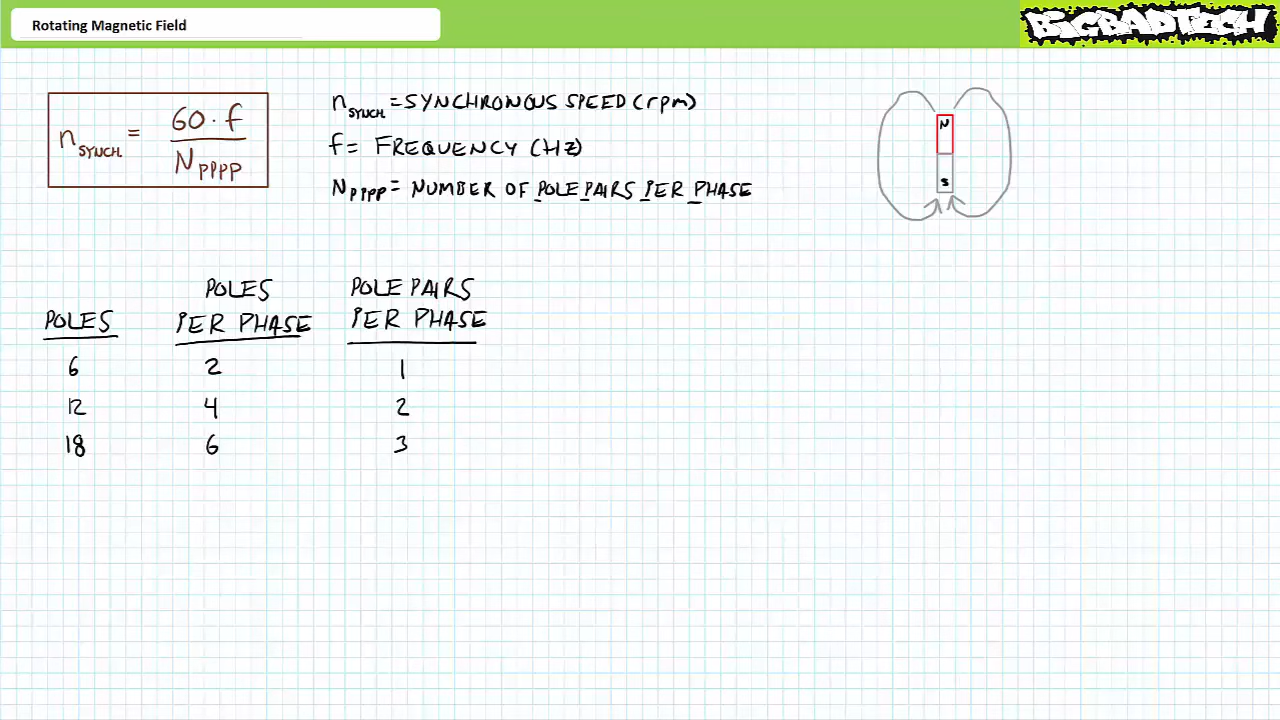 Rotating Magnetic Field
BIGBADTECH
n SYNCH. = 60 · f / N PPPP
n SYNCH. = SYNCHRONOUS SPEED (rpm)
f = FREQUENCY (HZ)
N PPPP = NUMBER OF POLE PAIRS PER PHASE
N
S
POLES POLES PER PHASE POLE PAIRS PER PHASE
6 2 1
12 4 2
18 6 3